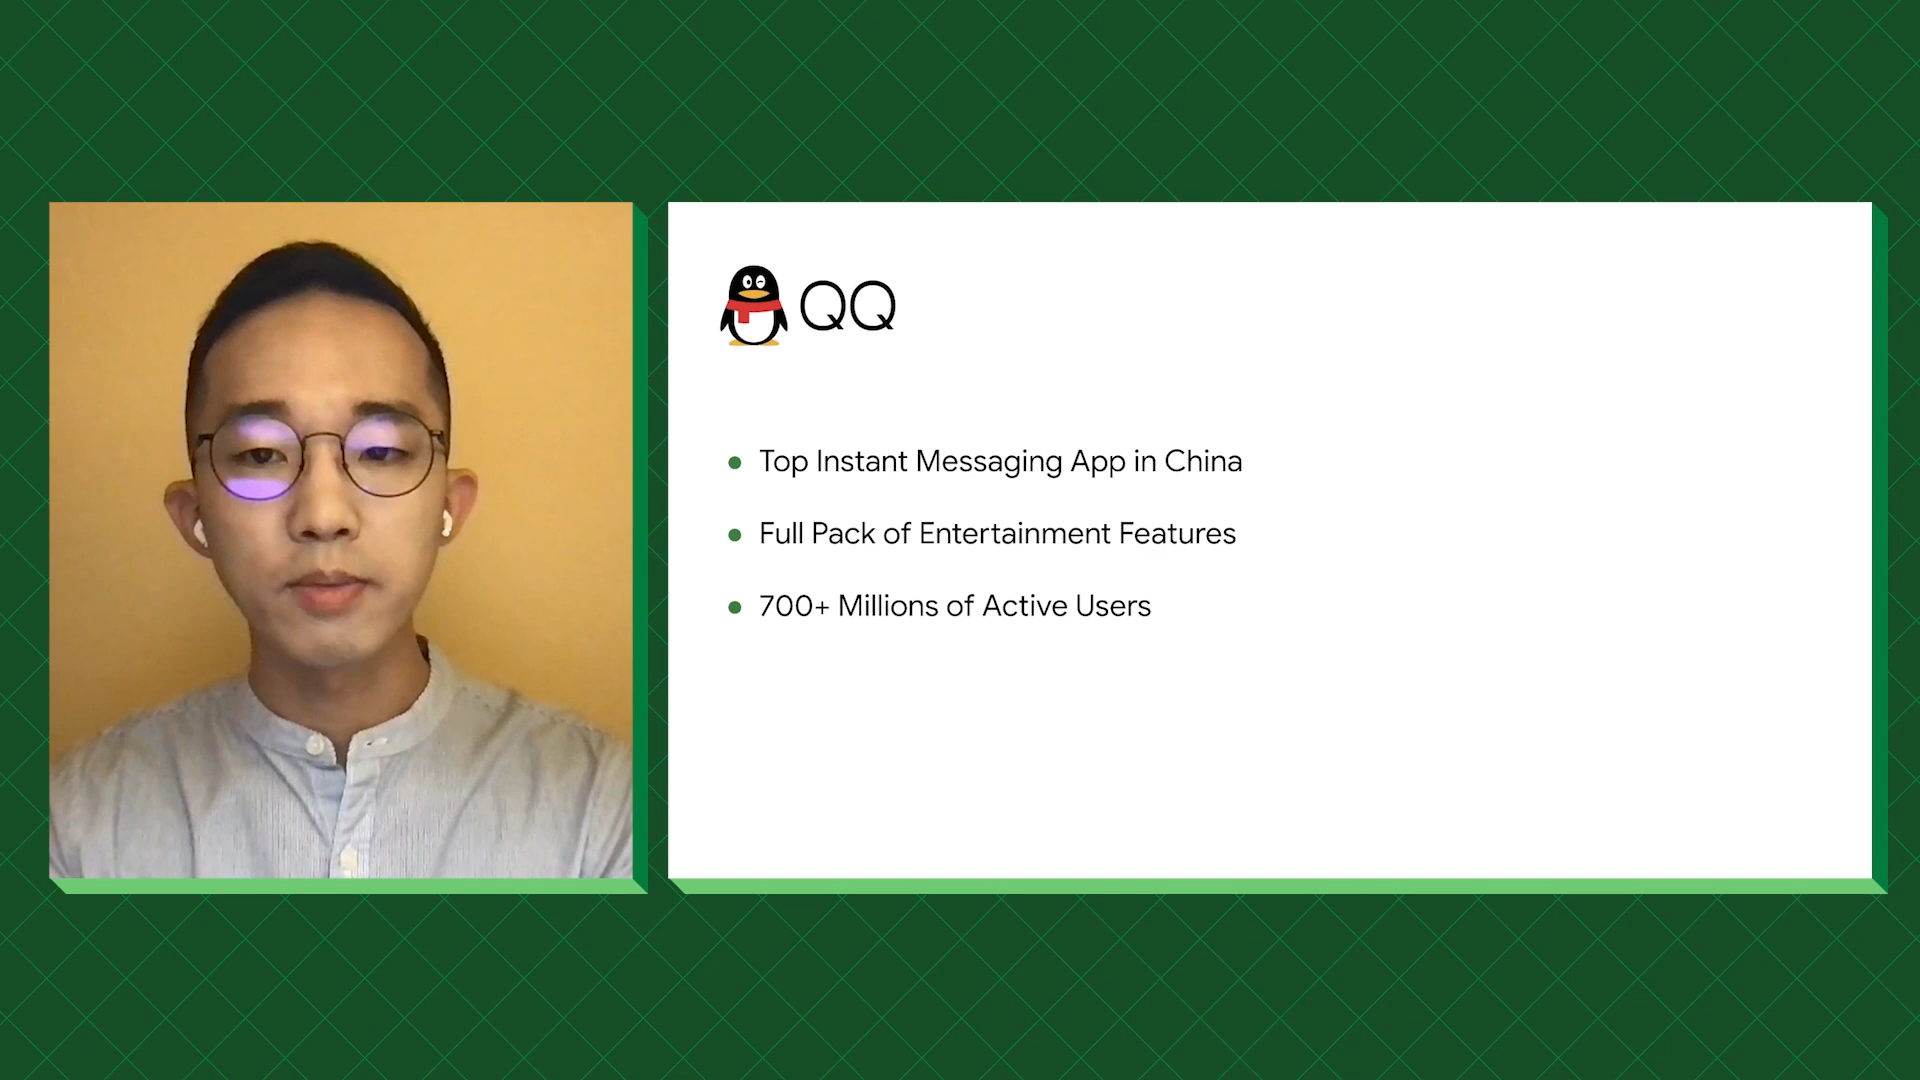 QQ
Top Instant Messaging App in China
Full Pack of Entertainment Features
700+ Millions of Active Users